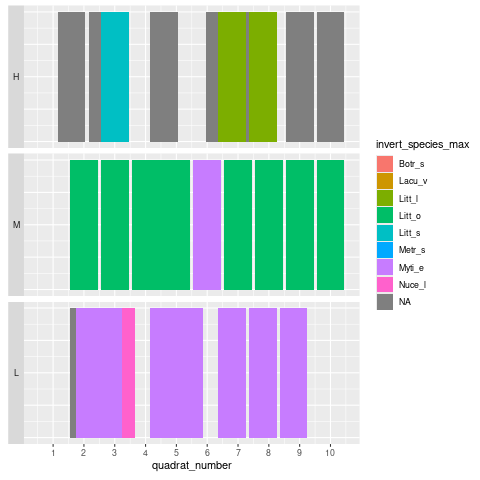 H
M
L
1 2 3 4 5 6 7 8 9 10
quadrat_number
invert_species_max
Botr_s
Lacu_v
Litt_l
Litt_o
Litt_s
Metr_s
Myti_e
Nuce_l
NA